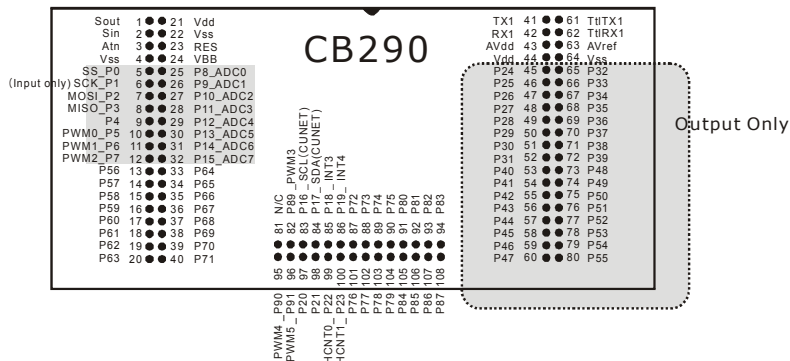 CB290
Sout 1 21 Vdd
Sin 2 22 Vss
Atn 3 23 RES
Vss 4 24 VBB
SS_P0 5 25 P8_ADC0
(Input only) SCK_P1 6 26 P9_ADC1
MOSI_P2 7 27 P10_ADC2
MISO_P3 8 28 P11_ADC3
P4 9 29 P12_ADC4
PWM0_P5 10 30 P13_ADC5
PWM1_P6 11 31 P14_ADC6
PWM2_P7 12 32 P15_ADC7
P56 13 33 P64
P57 14 34 P65
P58 15 35 P66
P59 16 36 P67
P60 17 37 P68
P61 18 38 P69
P62 19 39 P70
P63 20 40 P71
81 N/C
82 P89_PWM3
83 P16_SCL(CUNET)
84 P17_SDA(CUNET)
85 P18_INT3
86 P19_INT4
87 P72
88 P73
89 P74
90 P75
91 P80
92 P81
93 P82
94 P83
PWM4_P90 95
PWM5_P91 96
P20 97
P21 98
HCNT0_P22 99
HCNT1_P23 100
P76 101
P77 102
P78 103
P79 104
P84 105
P85 106
P86 107
P87 108
TX1 41 61 TtlTX1
RX1 42 62 TtlRX1
AVdd 43 63 AVref
Vdd 44 64 Vss
P24 45 65 P32
P25 46 66 P33
P26 47 67 P34
P27 48 68 P35
P28 49 69 P36
P29 50 70 P37
P30 51 71 P38
P31 52 72 P39
P40 53 73 P48
P41 54 74 P49
P42 55 75 P50
P43 56 76 P51
P44 57 77 P52
P45 58 78 P53
P46 59 79 P54
P47 60 80 P55
Output Only